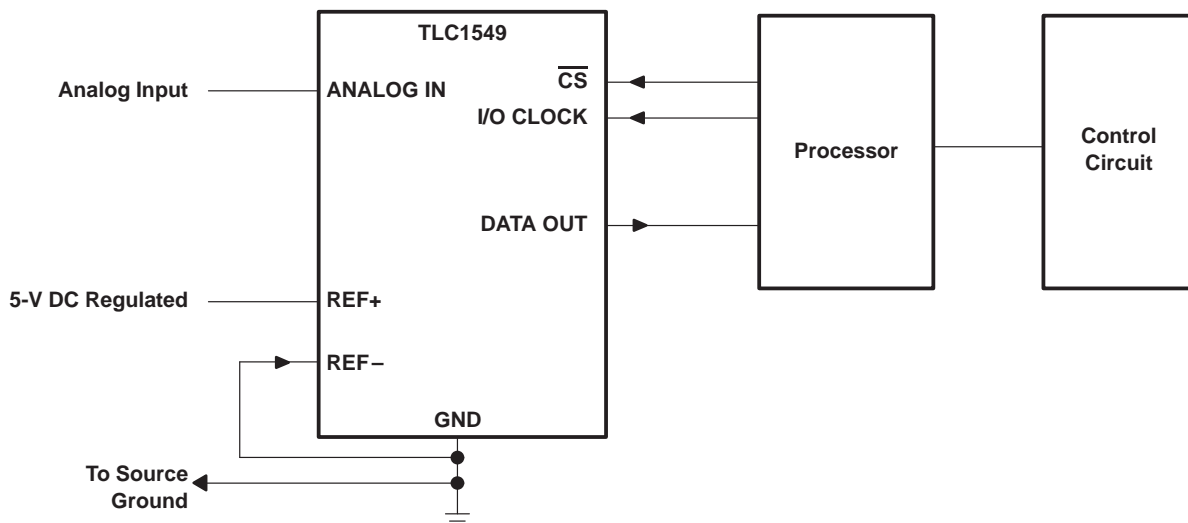 TLC1549
Analog Input
ANALOG IN
C̅S̅
I/O CLOCK
Processor
Control
Circuit
DATA OUT
5-V DC Regulated
REF+
REF–
GND
To Source
Ground